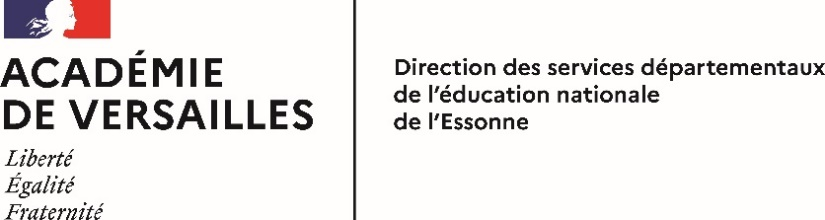 ACADÉMIE
DE VERSAILLES
Liberté
Égalité
Fraternité
Direction des services départementaux
de l'éducation nationale
de l'Essonne